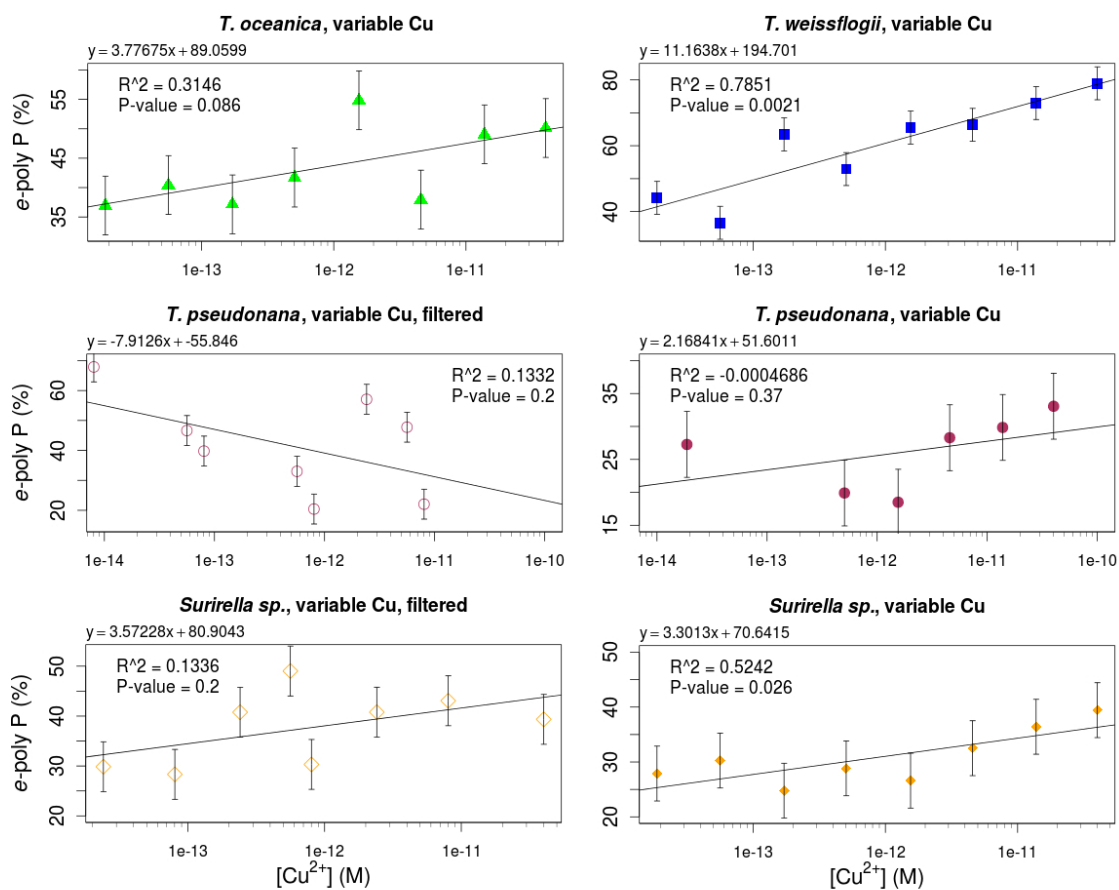 T. oceanica, variable Cu
y = 3.77675x + 89.0599
R^2 = 0.3146
P-value = 0.086
55
45
35
e-poly P (%)
1e-13 1e-12 1e-11
T. weissflogii, variable Cu
y = 11.1638x + 194.701
R^2 = 0.7851
P-value = 0.0021
80
60
40
1e-13 1e-12 1e-11
T. pseudonana, variable Cu, filtered
y = -7.9126x + -55.846
R^2 = 0.1332
P-value = 0.2
60
40
20
e-poly P (%)
1e-14 1e-13 1e-12 1e-11 1e-10
T. pseudonana, variable Cu
y = 2.16841x + 51.6011
R^2 = -0.0004686
P-value = 0.37
35
25
15
1e-14 1e-13 1e-12 1e-11 1e-10
Surirella sp., variable Cu, filtered
y = 3.57228x + 80.9043
R^2 = 0.1336
P-value = 0.2
50
40
30
20
e-poly P (%)
1e-13 1e-12 1e-11
[Cu²⁺] (M)
Surirella sp., variable Cu
y = 3.3013x + 70.6415
R^2 = 0.5242
P-value = 0.026
50
40
30
20
1e-13 1e-12 1e-11
[Cu²⁺] (M)